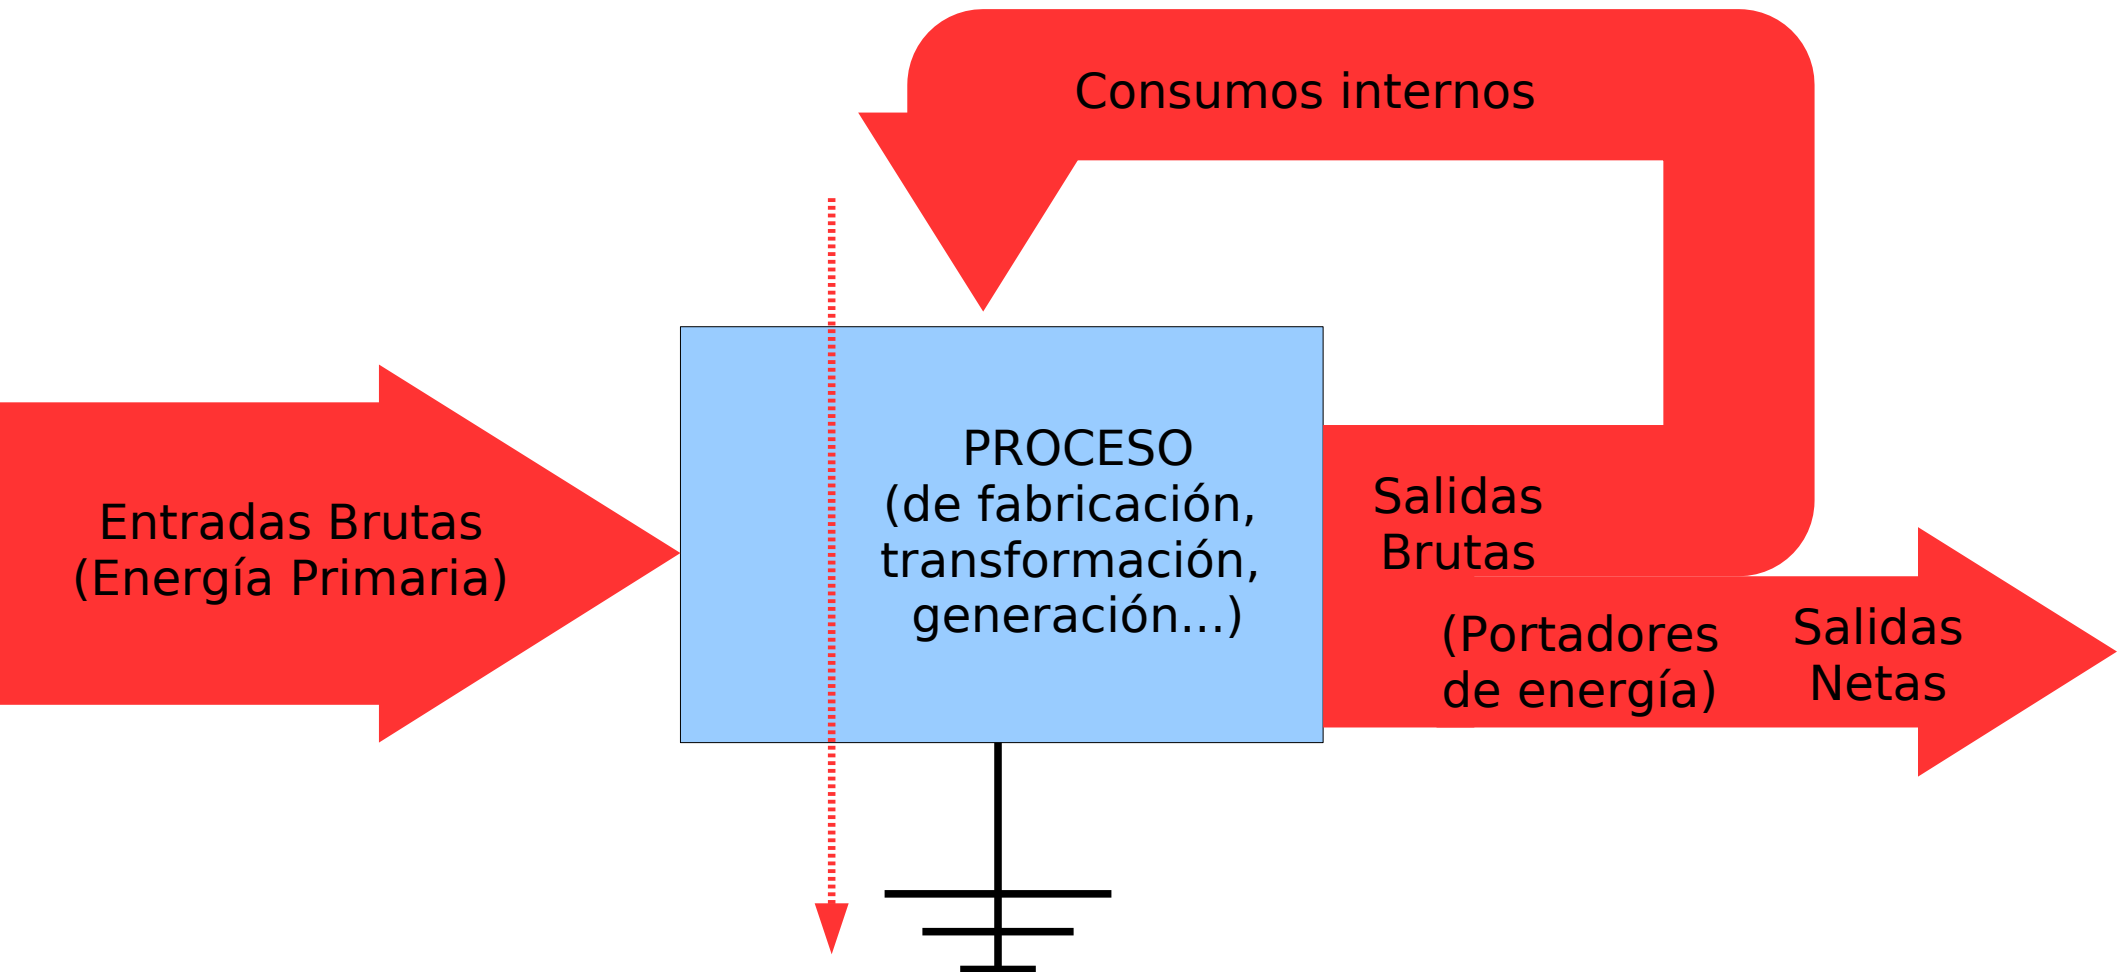 Consumos internos
Entradas Brutas
(Energía Primaria)
PROCESO
(de fabricación,
transformación,
generación...)
Salidas
Brutas
(Portadores
de energía)
Salidas
Netas